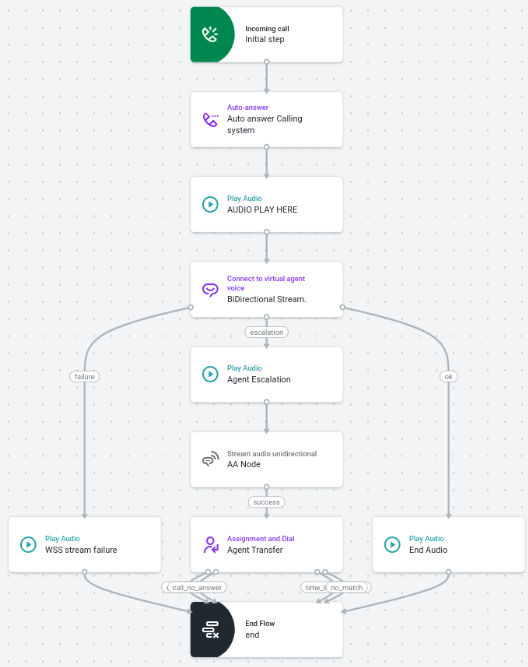 Incoming call
Initial step
Auto-answer
Auto answer Calling
system
Play Audio
AUDIO PLAY HERE
Connect to virtual agent
voice
BiDirectional Stream.
escalation
failure
ok
Play Audio
Agent Escalation
Stream audio unidirectional
AA Node
success
Play Audio
WSS stream failure
Assignment and Dial
Agent Transfer
Play Audio
End Audio
call_no_answer
no_match
End Flow
end